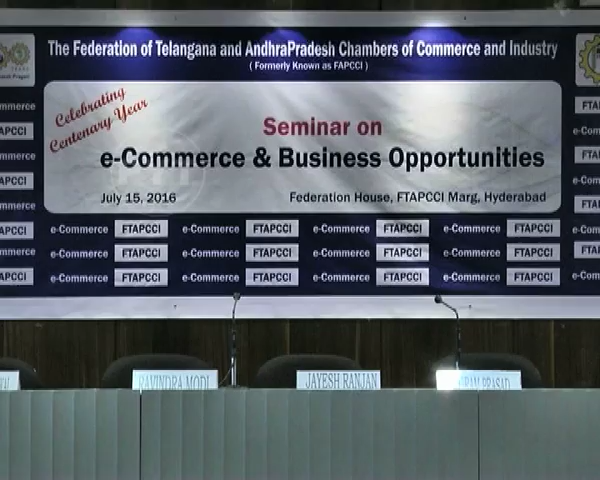 The Federation of Telangana and AndhraPradesh Chambers of Commerce and Industry
( Formerly Known as FAPCCI )
Celebrating
Centenary Year
Seminar on
e-Commerce & Business Opportunities
July 15, 2016 Federation House, FTAPCCI Marg, Hyderabad
e-Commerce FTAPCCI e-Commerce FTAPCCI e-Commerce FTAPCCI e-Commerce FTAPCCI
e-Commerce FTAPCCI e-Commerce FTAPCCI e-Commerce FTAPCCI e-Commerce FTAPCCI
e-Commerce FTAPCCI e-Commerce FTAPCCI e-Commerce FTAPCCI e-Commerce FTAPCCI
RAVINDRA MODI JAYESH RANJAN PRASAD